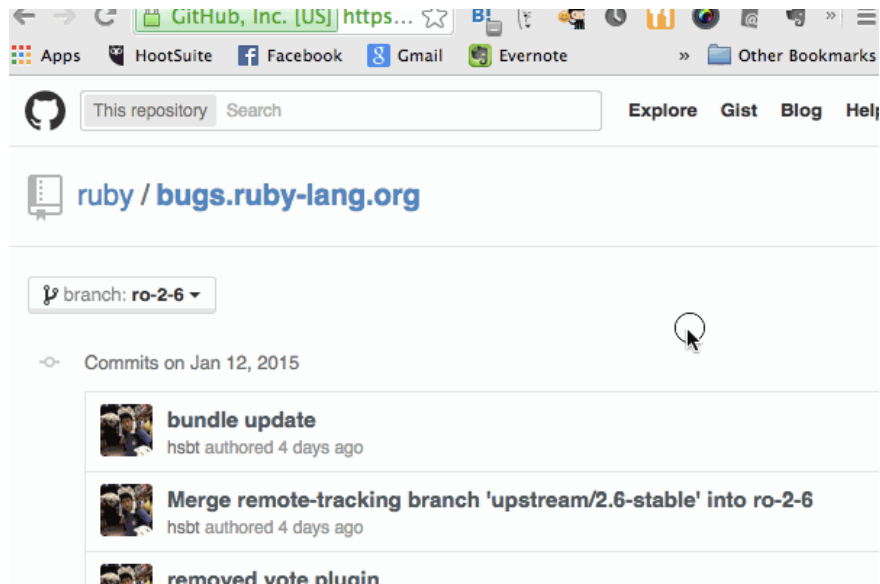 GitHub, Inc. [US] https... B!
Apps HootSuite Facebook 8 Gmail Evernote » Other Bookmarks
This repository Search Explore Gist Blog Help
ruby / bugs.ruby-lang.org
branch: ro-2-6
Commits on Jan 12, 2015
bundle update
hsbt authored 4 days ago
Merge remote-tracking branch 'upstream/2.6-stable' into ro-2-6
hsbt authored 4 days ago
removed vote plugin